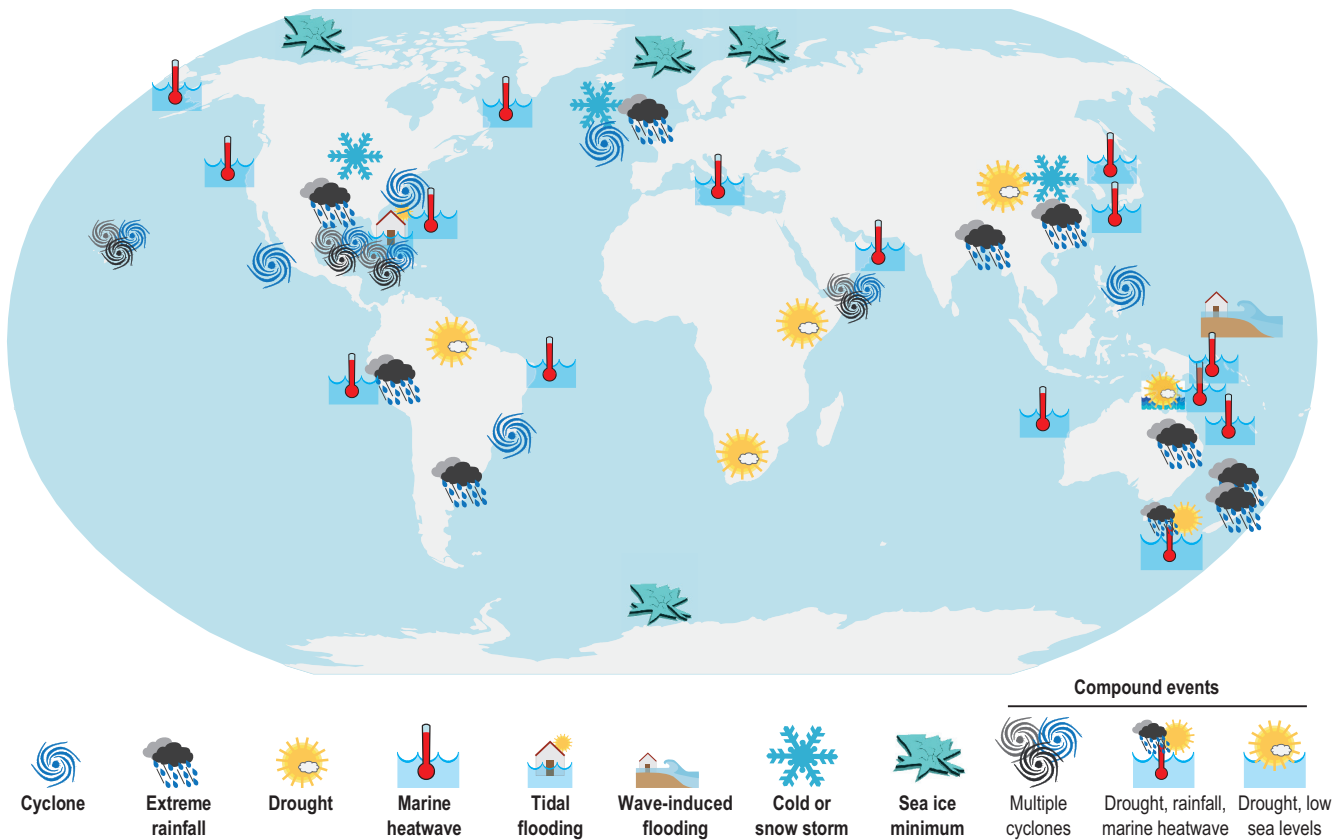 Compound events
Cyclone
Extreme
rainfall
Drought
Marine
heatwave
Tidal
flooding
Wave-induced
flooding
Cold or
snow storm
Sea ice
minimum
Multiple
cyclones
Drought, rainfall,
marine heatwave
Drought, low
sea levels